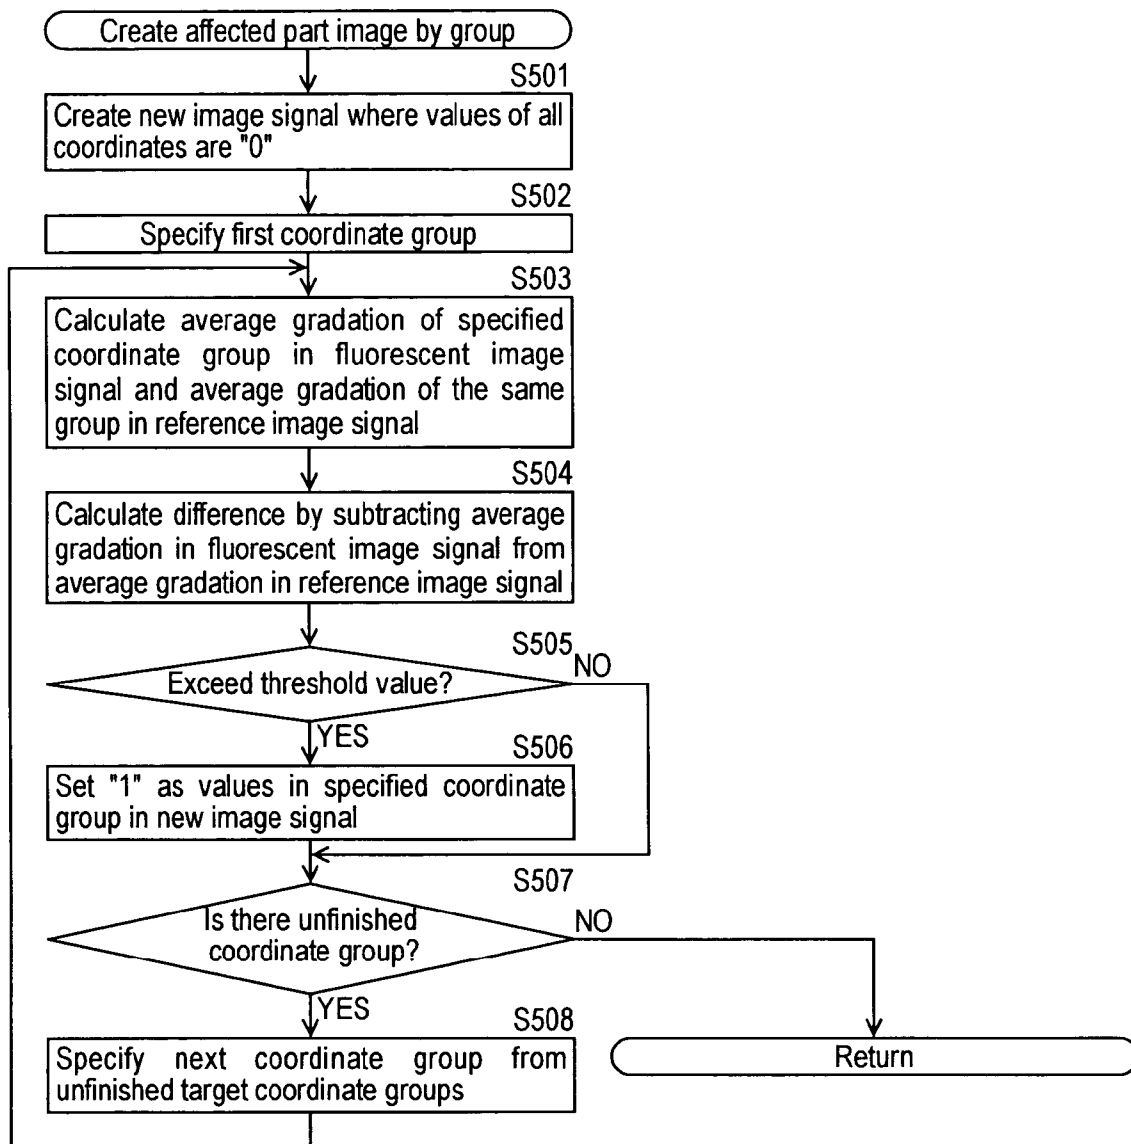 Create affected part image by group
S501
Create new image signal where values of all
coordinates are "0"
S502
Specify first coordinate group
S503
Calculate average gradation of specified
coordinate group in fluorescent image
signal and average gradation of the same
group in reference image signal
S504
Calculate difference by subtracting average
gradation in fluorescent image signal from
average gradation in reference image signal
S505
NO
Exceed threshold value?
YES
S506
Set "1" as values in specified coordinate
group in new image signal
S507
Is there unfinished
coordinate group?
NO
YES
S508
Specify next coordinate group from
unfinished target coordinate groups
Return